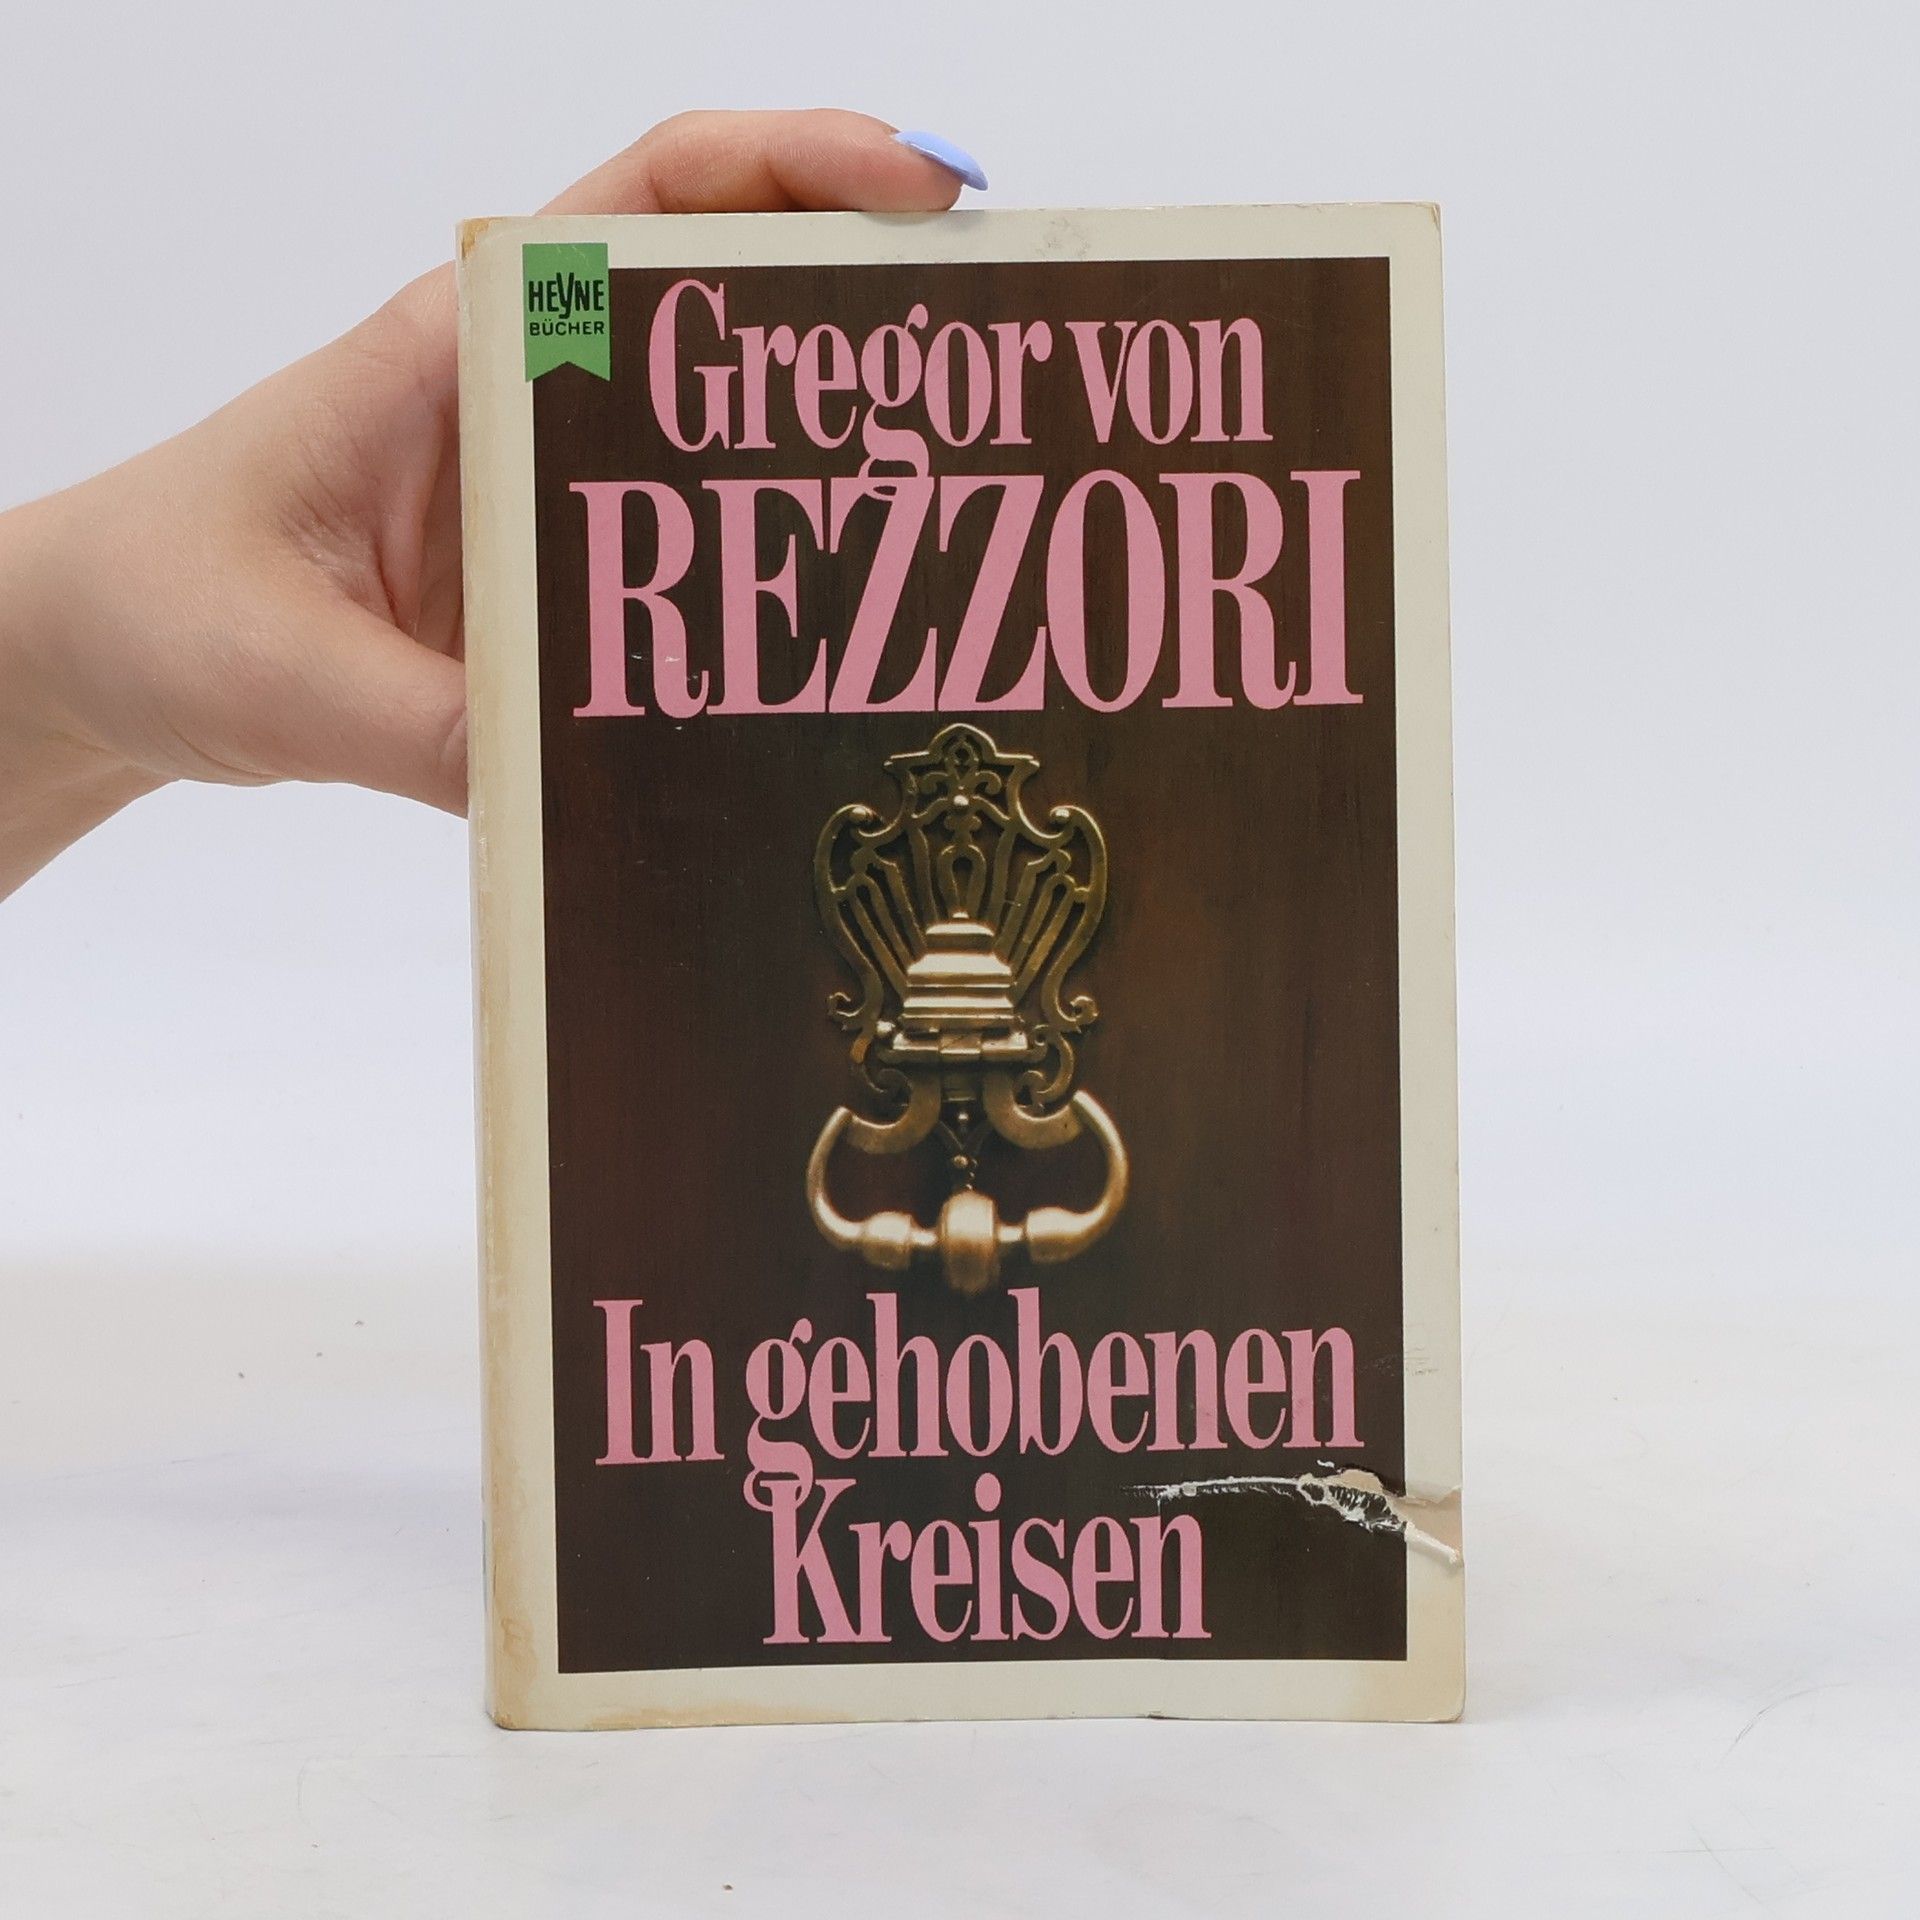 HEYNE
BÜCHER
Gregor von
REZZORI
In gehobenen
Kreisen